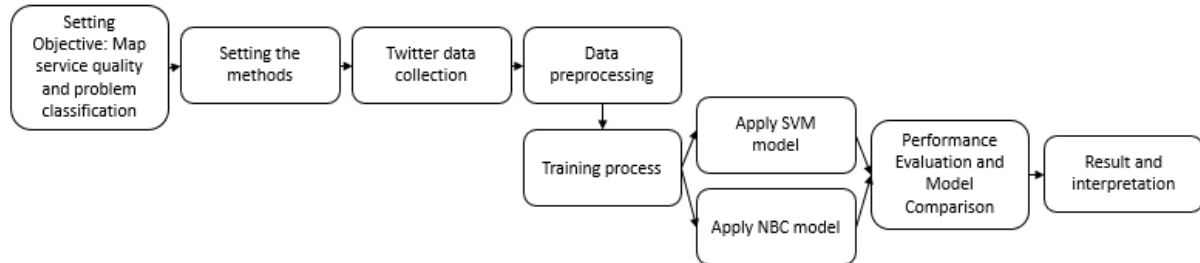 Setting
Objective: Map
service quality
and problem
classification
Setting the
methods
Twitter data
collection
Data
preprocessing
Training process
Apply SVM
model
Apply NBC model
Performance
Evaluation and
Model
Comparison
Result and
interpretation